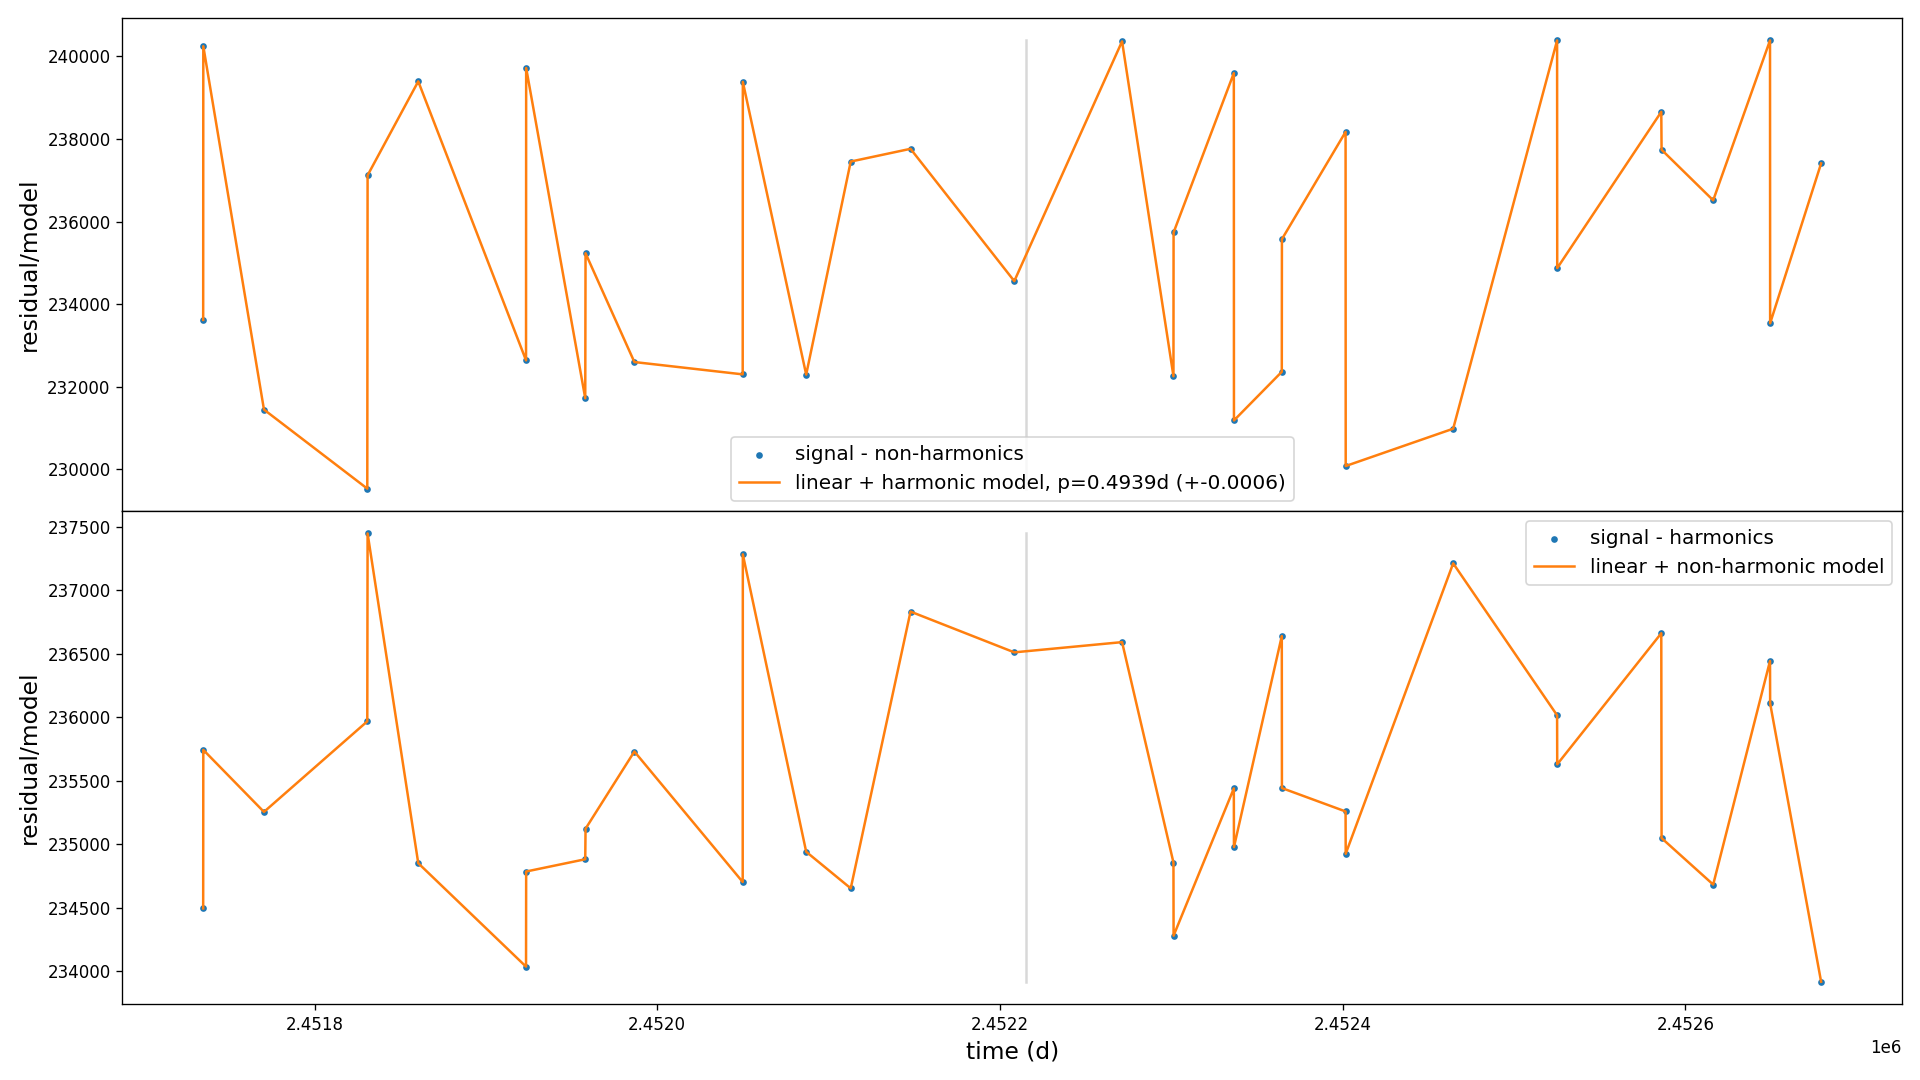 240000
238000
236000
234000
232000
230000
residual/model
signal - non-harmonics
linear + harmonic model, p=0.4939d (+-0.0006)
237500
237000
236500
236000
235500
235000
234500
234000
residual/model
signal - harmonics
linear + non-harmonic model
2.4518
2.4520
2.4522
2.4524
2.4526
1e6
time (d)